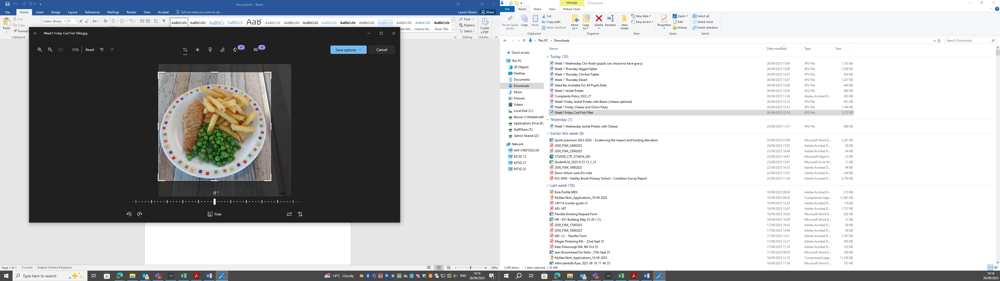 Document1 - Word
File Home Insert Design Layout References Mailings Review View Acrobat Tell me what you want to do...
Lauren Bower Share
Paste
Cut
Copy
Format
Clipboard
Calibri (Body) 11
AaBbCcDc AaBbCcDc AaBbCc AaBbCcD AaB AaBbCcD AaBbCcDc AaBbCcDc AaBbCcDc AaBbCcDc AaBbCcDc AaBbCcDc AABBCCDC AABBCCDC AaBbCcDc
Intense Re... Book Title
Find
Replace
Select
Editing
Create a PDF
Adobe...
Week1 Friday Cod Fish Fillet.jpg
15% Reset
AI
AI
Save options
Cancel
0 °
Free
Page 1 of 1 0 words English (United Kingdom)
100%
Type here to search
14°C Cloudy
ENG
14:16
26/09/2025
Manage
Downloads
File Home Share View Picture Tools
Pin to Quick access
Copy
Paste
Cut
Copy path
Paste shortcut
Clipboard
Move to
Copy to
Delete
Rename
Organise
New folder
New item
Easy access
New
Properties
Open
Edit
History
Open
Select all
Select none
Invert selection
Select
This PC Downloads
Search Downloads
Quick access
This PC
3D Objects
Desktop
Documents
Downloads
Music
Pictures
Videos
Local Disk (C:)
lbower (\\hbdata\staf
Applications Drive (K:)
StaffShare (T:)
Admin Shared (Z:)
Network
AAT-CND1032CGV
M73Z-13
M73Z-27
M73Z-32
Name Date modified Type Size
Today (10)
Week 1 Wednesday Ckn Roast (pupils can choose to have gravy) 26/09/2025 13:09 JPG File 1,153 KB
Week 1 Thursday Veggie Fajitas 26/09/2025 13:08 JPG File 1,028 KB
Week 1 Thursday Chicken Fajitas 26/09/2025 13:07 JPG File 934 KB
Week 1 Thursday Desert 26/09/2025 13:07 JPG File 1,207 KB
Salad Bar Available For All Pupils Daily 26/09/2025 13:06 JPG File 944 KB
Week 1 Jacket Potato 26/09/2025 13:05 JPG File 980 KB
Complaints Policy 2022-27 26/09/2025 11:38 Adobe Acrobat D... 365 KB
Week1 Friday Jacket Potato with Beans (cheese optional) 26/09/2025 13:12 JPG File 951 KB
Week 1 Friday Cheese and Onion Pasty 26/09/2025 13:13 JPG File 1,184 KB
Week1 Friday Cod Fish Fillet 26/09/2025 13:14 JPG File 1,212 KB
Yesterday (1)
Week 1 Wednesday Jacket Potato with Cheese 25/09/2025 11:57 JPG File 980 KB
Earlier this week (8)
Sports premium 2023-2024 - Evidencing the impact and funding allocation 24/09/2025 21:00 Microsoft Word D... 1,281 KB
2050_FSM_24092025 24/09/2025 17:05 Adobe Acrobat D... 94 KB
2050_FSM_23092025 23/09/2025 16:40 Adobe Acrobat D... 94 KB
3732050_CTF_3734016_003 23/09/2025 14:47 Microsoft Edge H... 23 KB
StudentList_2025-9-23 13_1_15 23/09/2025 13:01 Microsoft Excel W... 11 KB
2050_FSM_19092025 22/09/2025 14:33 Adobe Acrobat D... 94 KB
Dawn Wilson June Drs note 22/09/2025 13:55 Adobe Acrobat D... 244 KB
P22-0956 - Hartley Brook Primary School - Condition Survey Report 22/09/2025 11:39 Adobe Acrobat D... 2,754 KB
Last week (18)
Role Profile MDS 19/09/2025 09:50 Adobe Acrobat D... 273 KB
MyNewTerm_Applications_19-09-2025 19/09/2025 09:45 Compressed (zipp... 11,661 KB
140114 scooter guide v3 18/09/2025 13:32 Adobe Acrobat D... 119 KB
4JD- MT 18/09/2025 12:47 Adobe Acrobat D... 1,737 KB
Flexible Working Request Form 18/09/2025 10:26 Microsoft Word D... 202 KB
HB - KS1 Building Map 25-26 1 (1) 18/09/2025 10:20 Microsoft Word D... 51 KB
2050_FSM_17092025 17/09/2025 16:42 Adobe Acrobat D... 94 KB
2050_FSM_16092025 17/09/2025 14:08 Adobe Acrobat D... 94 KB
4JD- LC - Transfer Form 17/09/2025 13:51 Adobe Acrobat D... 1,707 KB
Megan Pickering R4L - 22nd Sept 25 17/09/2025 13:27 Adobe Acrobat D... 305 KB
Kate Oxborough R4L 9th Oct 25 17/09/2025 11:18 Adobe Acrobat D... 153 KB
Jean Broomhead Drs Note - 27th Sept 25 17/09/2025 09:39 Microsoft Word D... 349 KB
MyNewTerm_Applications_16-09-2025 16/09/2025 12:19 Compressed (zipp... 11,230 KB
AllIncidentsByType_2025_09_16_11_49_25 16/09/2025 11:50 Microsoft Word 9... 331 KB
1,269 items 1 item selected 1.18 MB
14:16
26/09/2025